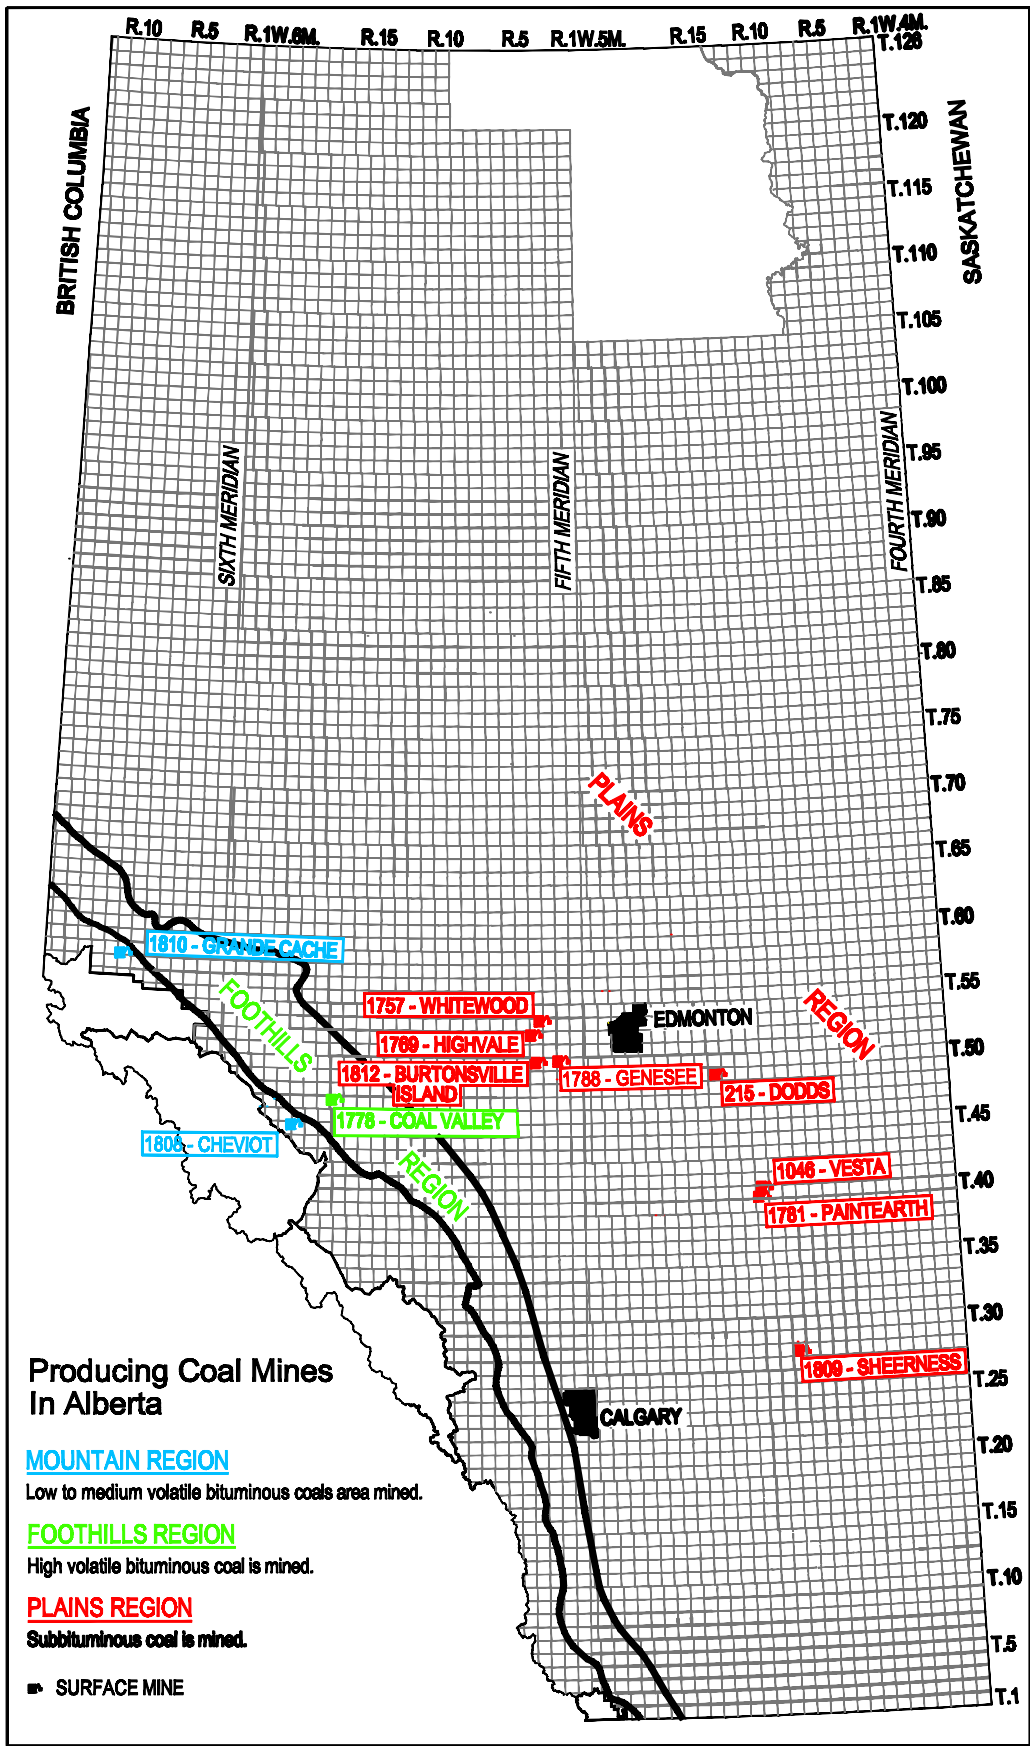 R.10 R.5 R.1W.6M. R.15 R.10 R.5 R.1W.5M. R.15 R.10 R.5 R.1W.4M.
T.126
T.120
T.115
T.110
T.105
T.100
T.95
T.90
T.85
T.80
T.75
T.70
T.65
T.60
T.55
T.50
T.45
T.40
T.35
T.30
T.25
T.20
T.15
T.10
T.5
T.1
BRITISH COLUMBIA
SASKATCHEWAN
SIXTH MERIDIAN
FIFTH MERIDIAN
FOURTH MERIDIAN
PLAINS
REGION
1810 - GRANDE CACHE
FOOTHILLS
REGION
1757 - WHITEWOOD
EDMONTON
1769 - HIGHVALE
1812 - BURTONSVILLE
ISLAND
1788 - GENESEE
215 - DODDS
1778 - COAL VALLEY
1808 - CHEVIOT
1046 - VESTA
1781 - PAINTEARTH
1809 - SHEERNESS
CALGARY
Producing Coal Mines
In Alberta
MOUNTAIN REGION
Low to medium volatile bituminous coals area mined.
FOOTHILLS REGION
High volatile bituminous coal is mined.
PLAINS REGION
Subbituminous coal is mined.
SURFACE MINE